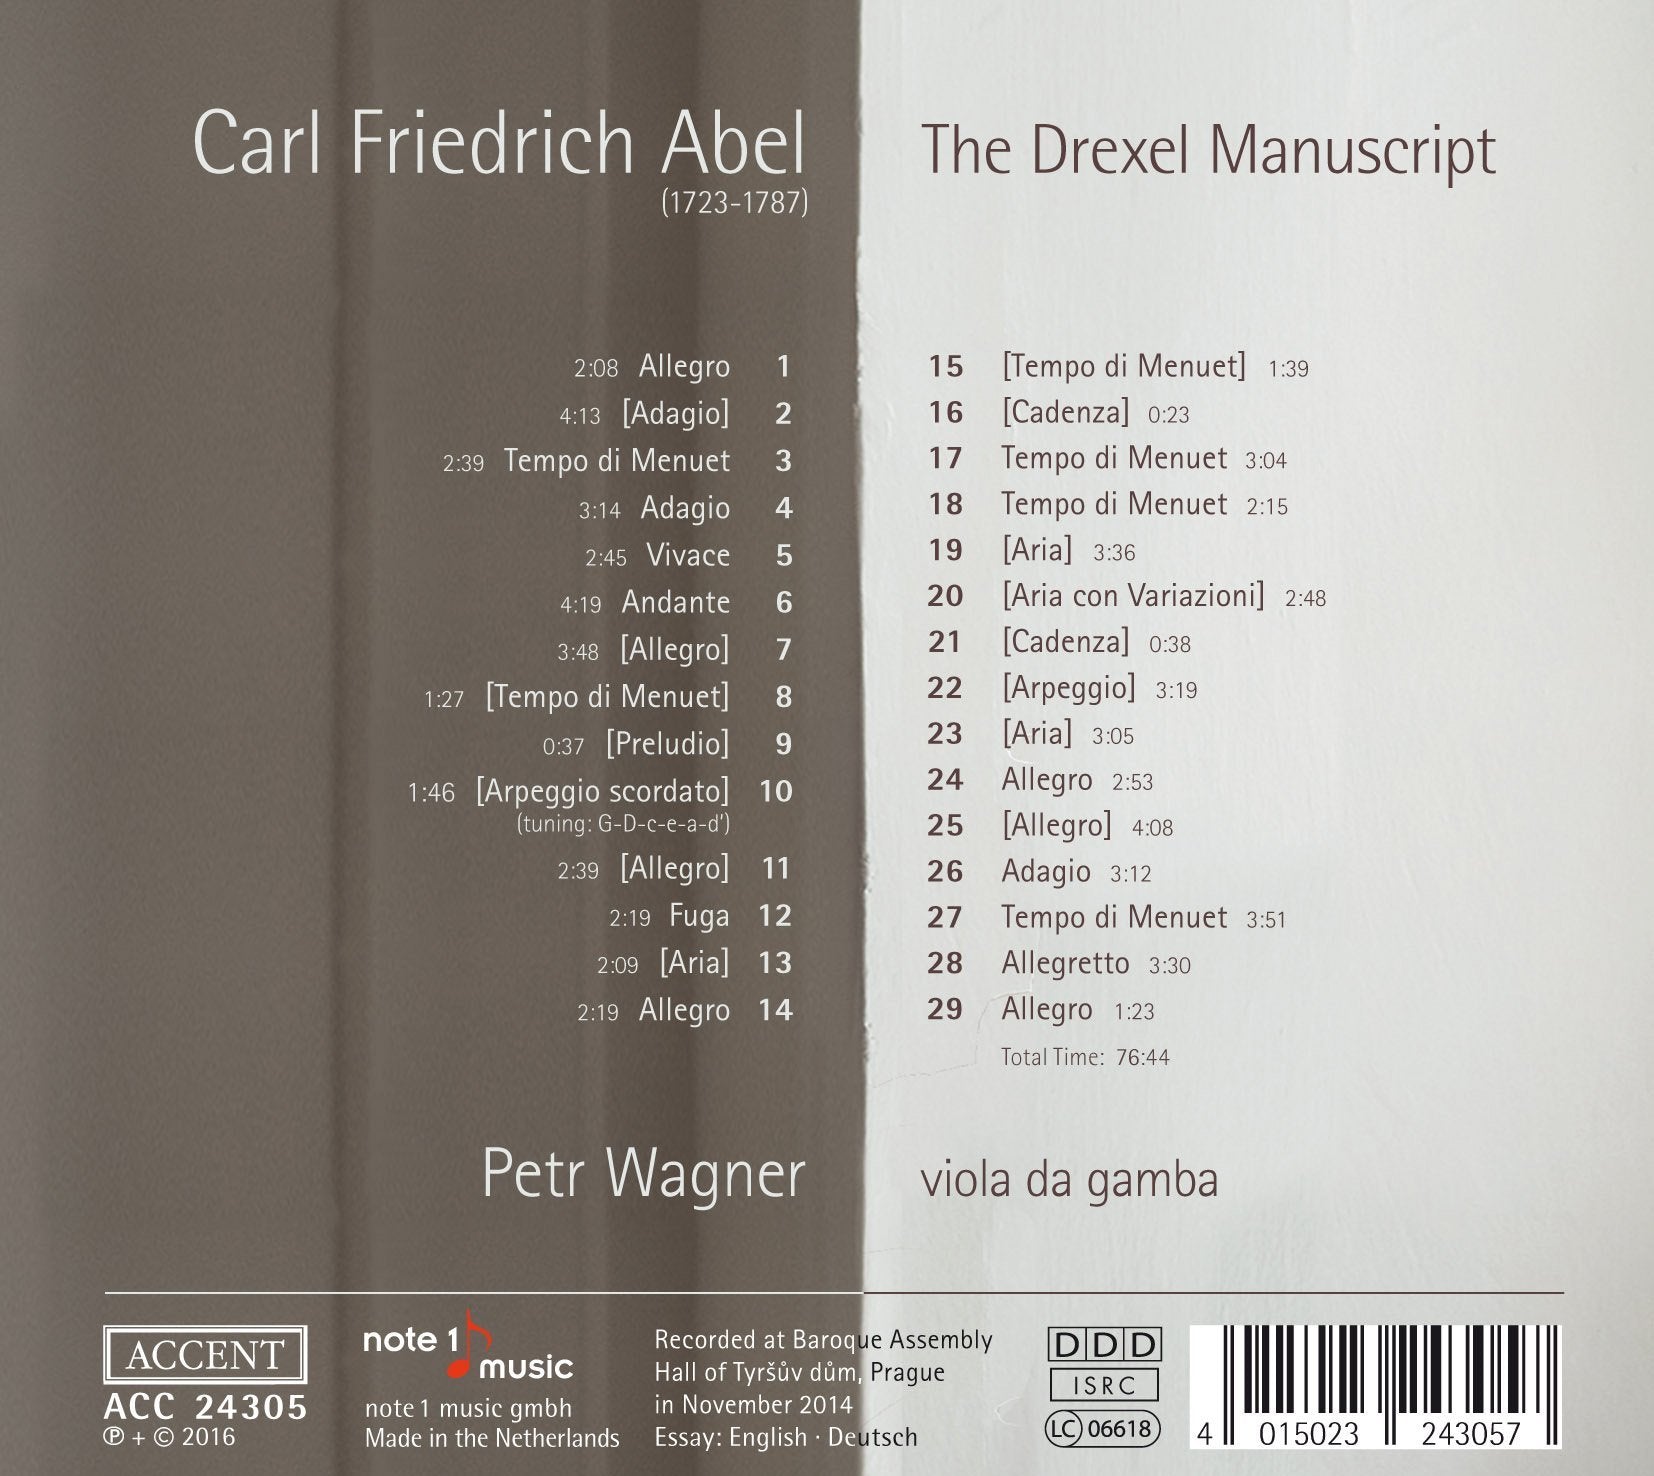 Carl Friedrich Abel
(1723-1787)
The Drexel Manuscript
2:08 Allegro 1
4:13 [Adagio] 2
2:39 Tempo di Menuet 3
3:14 Adagio 4
2:45 Vivace 5
4:19 Andante 6
3:48 [Allegro] 7
1:27 [Tempo di Menuet] 8
0:37 [Preludio] 9
1:46 [Arpeggio scordato] 10
(tuning: G-D-c-e-a-d')
2:39 [Allegro] 11
2:19 Fuga 12
2:09 [Aria] 13
2:19 Allegro 14
15 [Tempo di Menuet] 1:39
16 [Cadenza] 0:23
17 Tempo di Menuet 3:04
18 Tempo di Menuet 2:15
19 [Aria] 3:36
20 [Aria con Variazioni] 2:48
21 [Cadenza] 0:38
22 [Arpeggio] 3:19
23 [Aria] 3:05
24 Allegro 2:53
25 [Allegro] 4:08
26 Adagio 3:12
27 Tempo di Menuet 3:51
28 Allegretto 3:30
29 Allegro 1:23
Total Time: 76:44
Petr Wagner
viola da gamba
ACCENT
ACC 24305
℗ + © 2016
note 1
music
note 1 music gmbh
Made in the Netherlands
Recorded at Baroque Assembly
Hall of Tyršův dům, Prague
in November 2014
Essay: English · Deutsch
DDD
ISRC
LC 06618
4 015023 243057